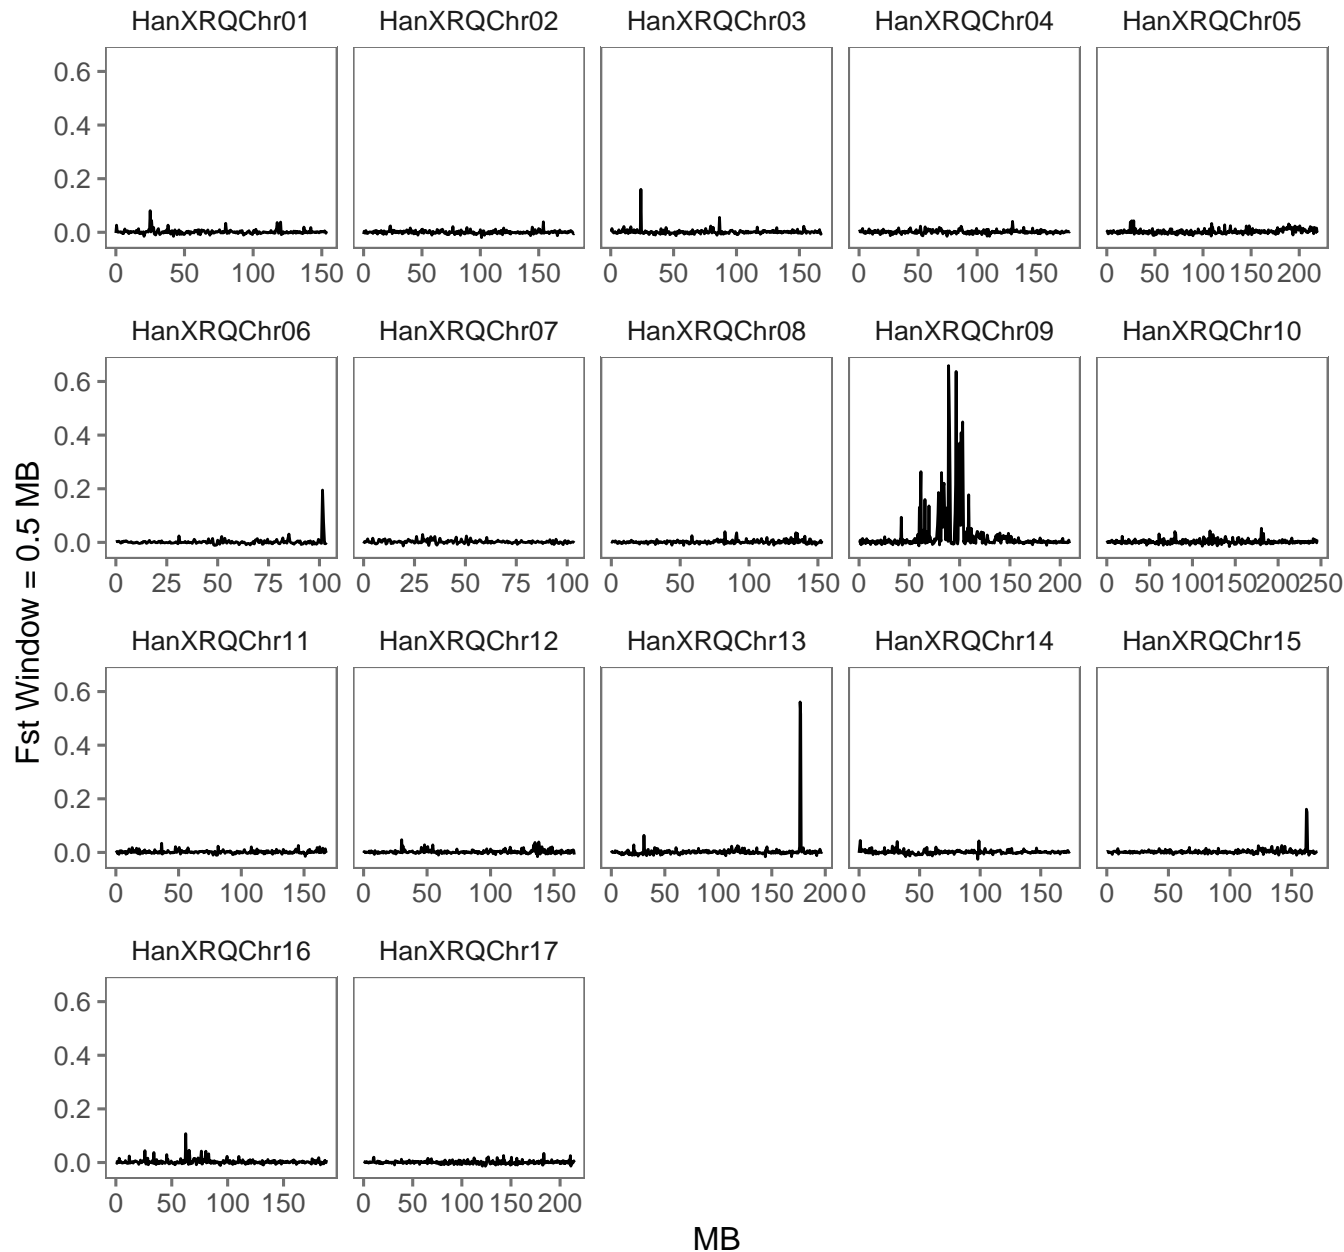 HanXRQChr01 HanXRQChr02 HanXRQChr03 HanXRQChr04 HanXRQChr05
0.6
0.4
0.2
0.0
0 50 100 150 0 50 100 150 0 50 100 150 0 50 100 150 0 50 100 150 200
HanXRQChr06 HanXRQChr07 HanXRQChr08 HanXRQChr09 HanXRQChr10
0.6
0.4
0.2
0.0
0 25 50 75 100 0 25 50 75 100 0 50 100 150 0 50 100 150 200 0 50 100 150 200 250
Fst Window = 0.5 MB
HanXRQChr11 HanXRQChr12 HanXRQChr13 HanXRQChr14 HanXRQChr15
0.6
0.4
0.2
0.0
0 50 100 150 0 50 100 150 0 50 100 150 200 0 50 100 150 0 50 100 150
HanXRQChr16 HanXRQChr17
0.6
0.4
0.2
0.0
0 50 100 150 0 50 100 150 200
MB